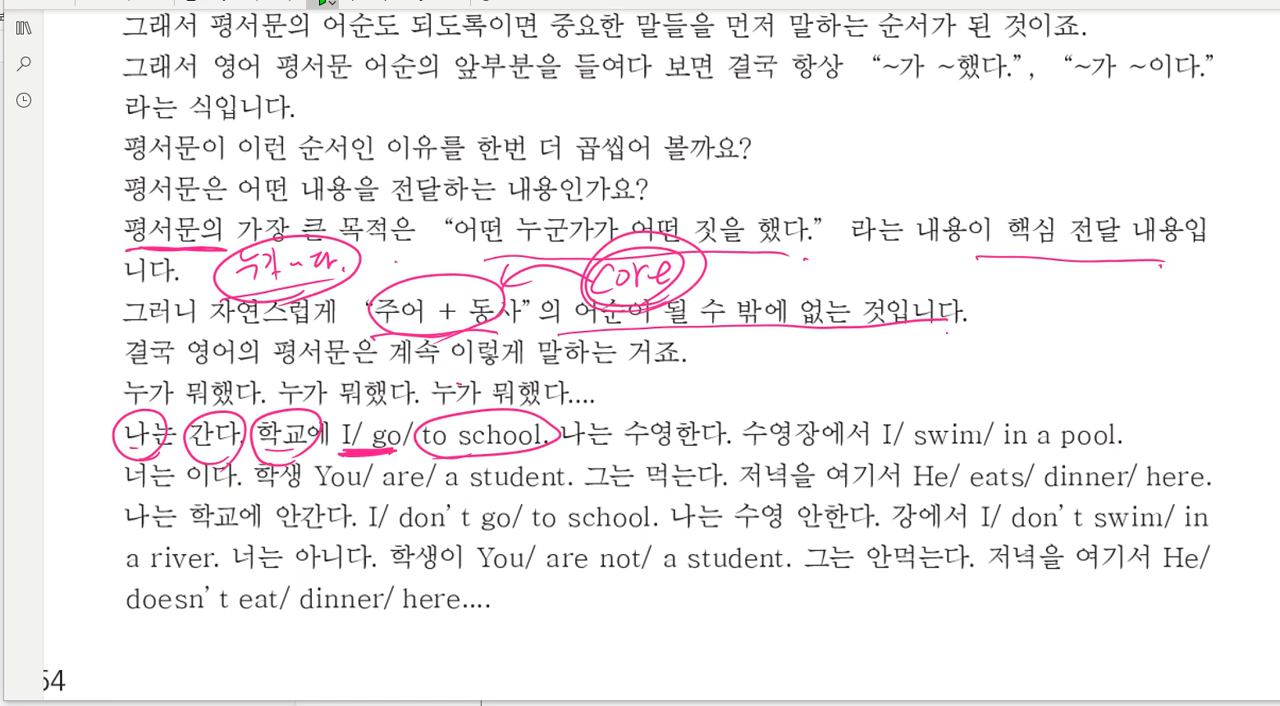 그래서 평서문의 어순도 되도록이면 중요한 말들을 먼저 말하는 순서가 된 것이죠.
그래서 영어 평서문 어순의 앞부분을 들여다 보면 결국 항상 “~가 ~했다.”, “~가 ~이다.”
라는 식입니다.
평서문이 이런 순서인 이유를 한번 더 곱씹어 볼까요?
평서문은 어떤 내용을 전달하는 내용인가요?
평서문의 가장 큰 목적은 “어떤 누군가가 어떤 짓을 했다.” 라는 내용이 핵심 전달 내용입
니다.
core
그러니 자연스럽게 “주어 + 동사”의 어순이 될 수 밖에 없는 것입니다.
결국 영어의 평서문은 계속 이렇게 말하는 거죠.
누가 뭐했다. 누가 뭐했다. 누가 뭐했다....
나는 간다. 학교에 I/ go/ to school. 나는 수영한다. 수영장에서 I/ swim/ in a pool.
너는 이다. 학생 You/ are/ a student. 그는 먹는다. 저녁을 여기서 He/ eats/ dinner/ here.
나는 학교에 안간다. I/ don't go/ to school. 나는 수영 안한다. 강에서 I/ don't swim/ in
a river. 너는 아니다. 학생이 You/ are not/ a student. 그는 안먹는다. 저녁을 여기서 He/
doesn't eat/ dinner/ here....
54